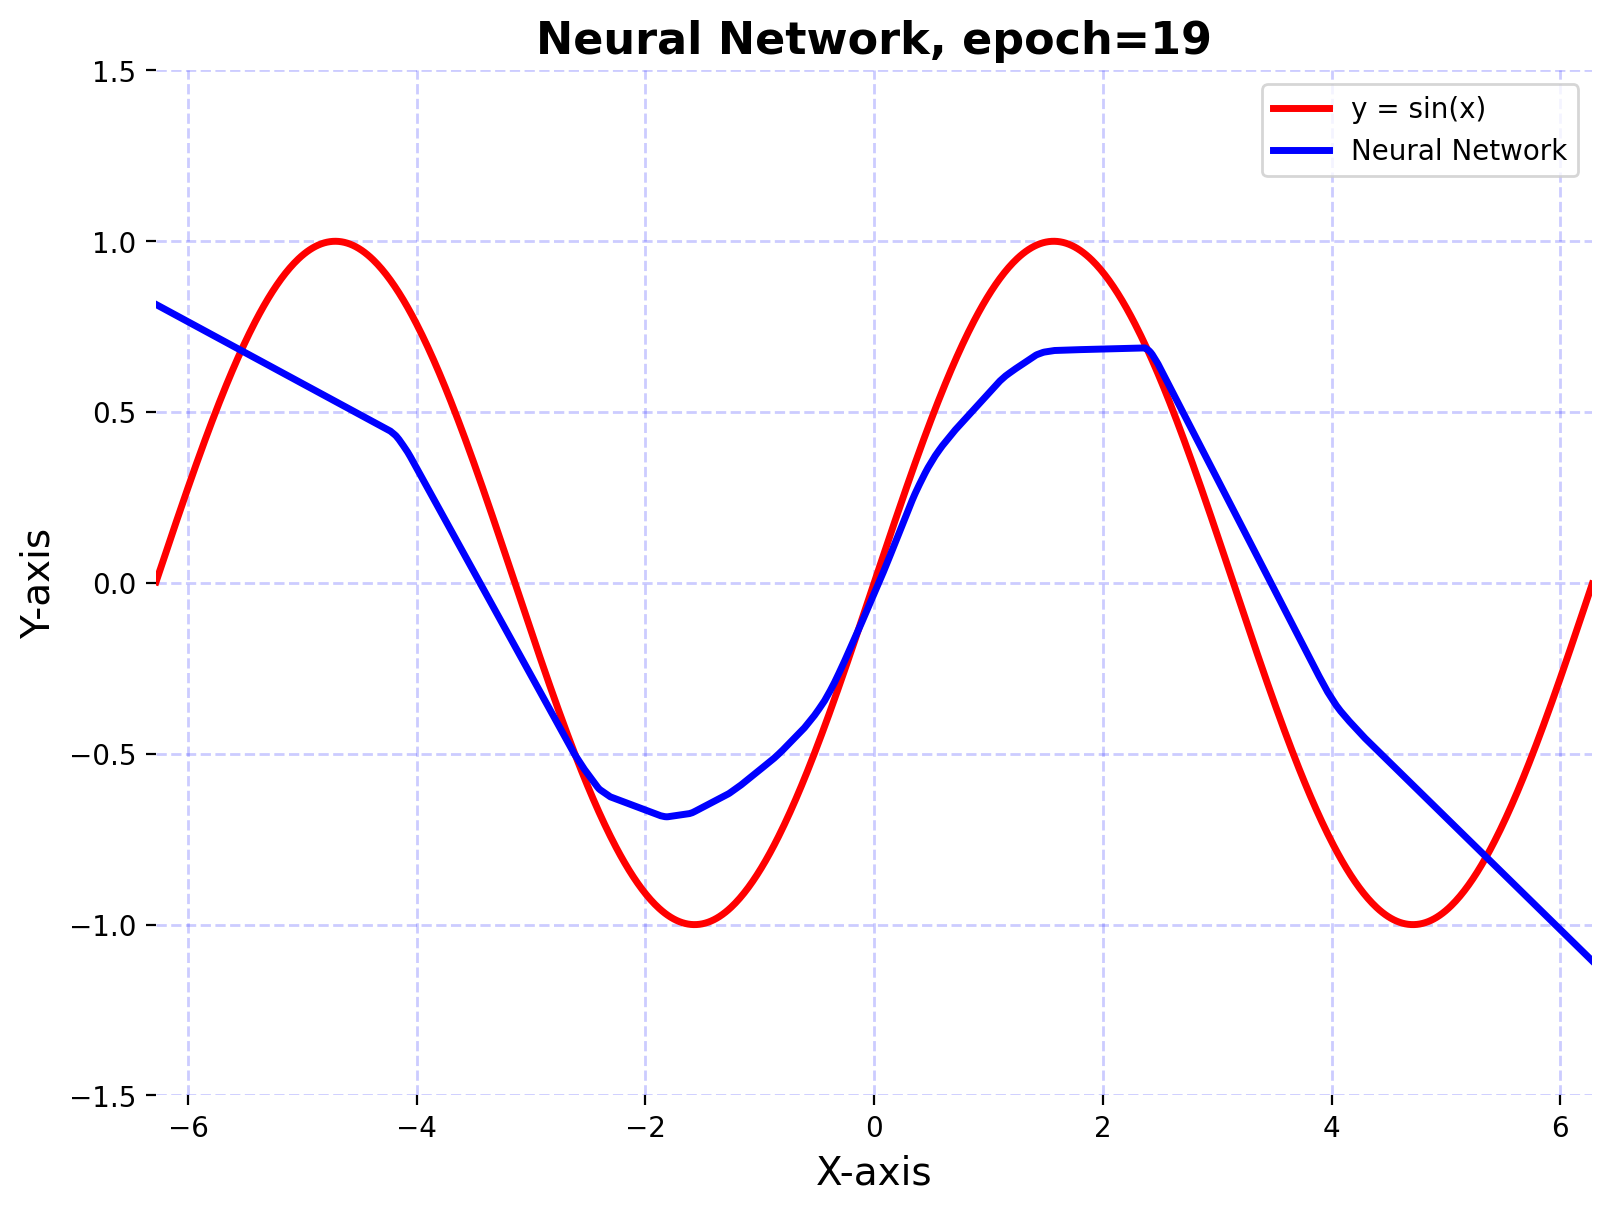 Neural Network, epoch=19
1.5
1.0
0.5
0.0
−0.5
−1.0
−1.5
Y-axis
y = sin(x)
Neural Network
−6 −4 −2 0 2 4 6
X-axis